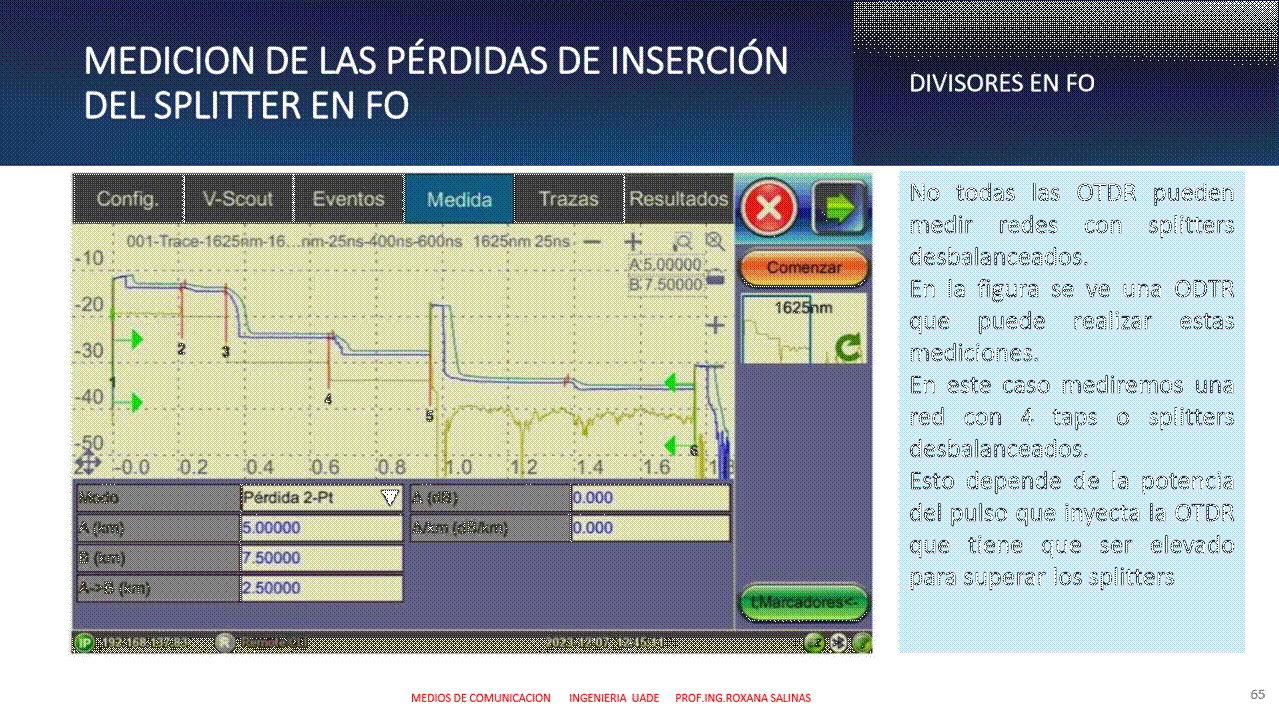 MEDICION DE LAS PÉRDIDAS DE INSERCIÓN
DEL SPLITTER EN FO
DIVISORES EN FO
Config.
V-Scout
Eventos
Medida
Trazas
Resultados
001-Trace-1625nm-16...nm-25ns-400ns-600ns 1625nm 25ns
A:5.00000
B:7.50000
-10
-20
-30
-40
-50
1
2
3
4
5
6
-0.0
0.2
0.4
0.6
0.8
1.0
1.2
1.4
1.6
1.8
Modo
Pérdida 2-Pt
A (km)
5.00000
B (km)
7.50000
A->B (km)
2.50000
Δ (dB)
0.000
Δ/km (dB/km)
0.000
Comenzar
1625nm
Marcadores<-
IP
R
No todas las OTDR pueden
medir redes con splitters
desbalanceados.
En la figura se ve una ODTR
que puede realizar estas
mediciones.
En este caso mediremos una
red con 4 taps o splitters
desbalanceados.
Esto depende de la potencia
del pulso que inyecta la OTDR
que tiene que ser elevado
para superar los splitters
MEDIOS DE COMUNICACION INGENIERIA UADE PROF.ING.ROXANA SALINAS
65